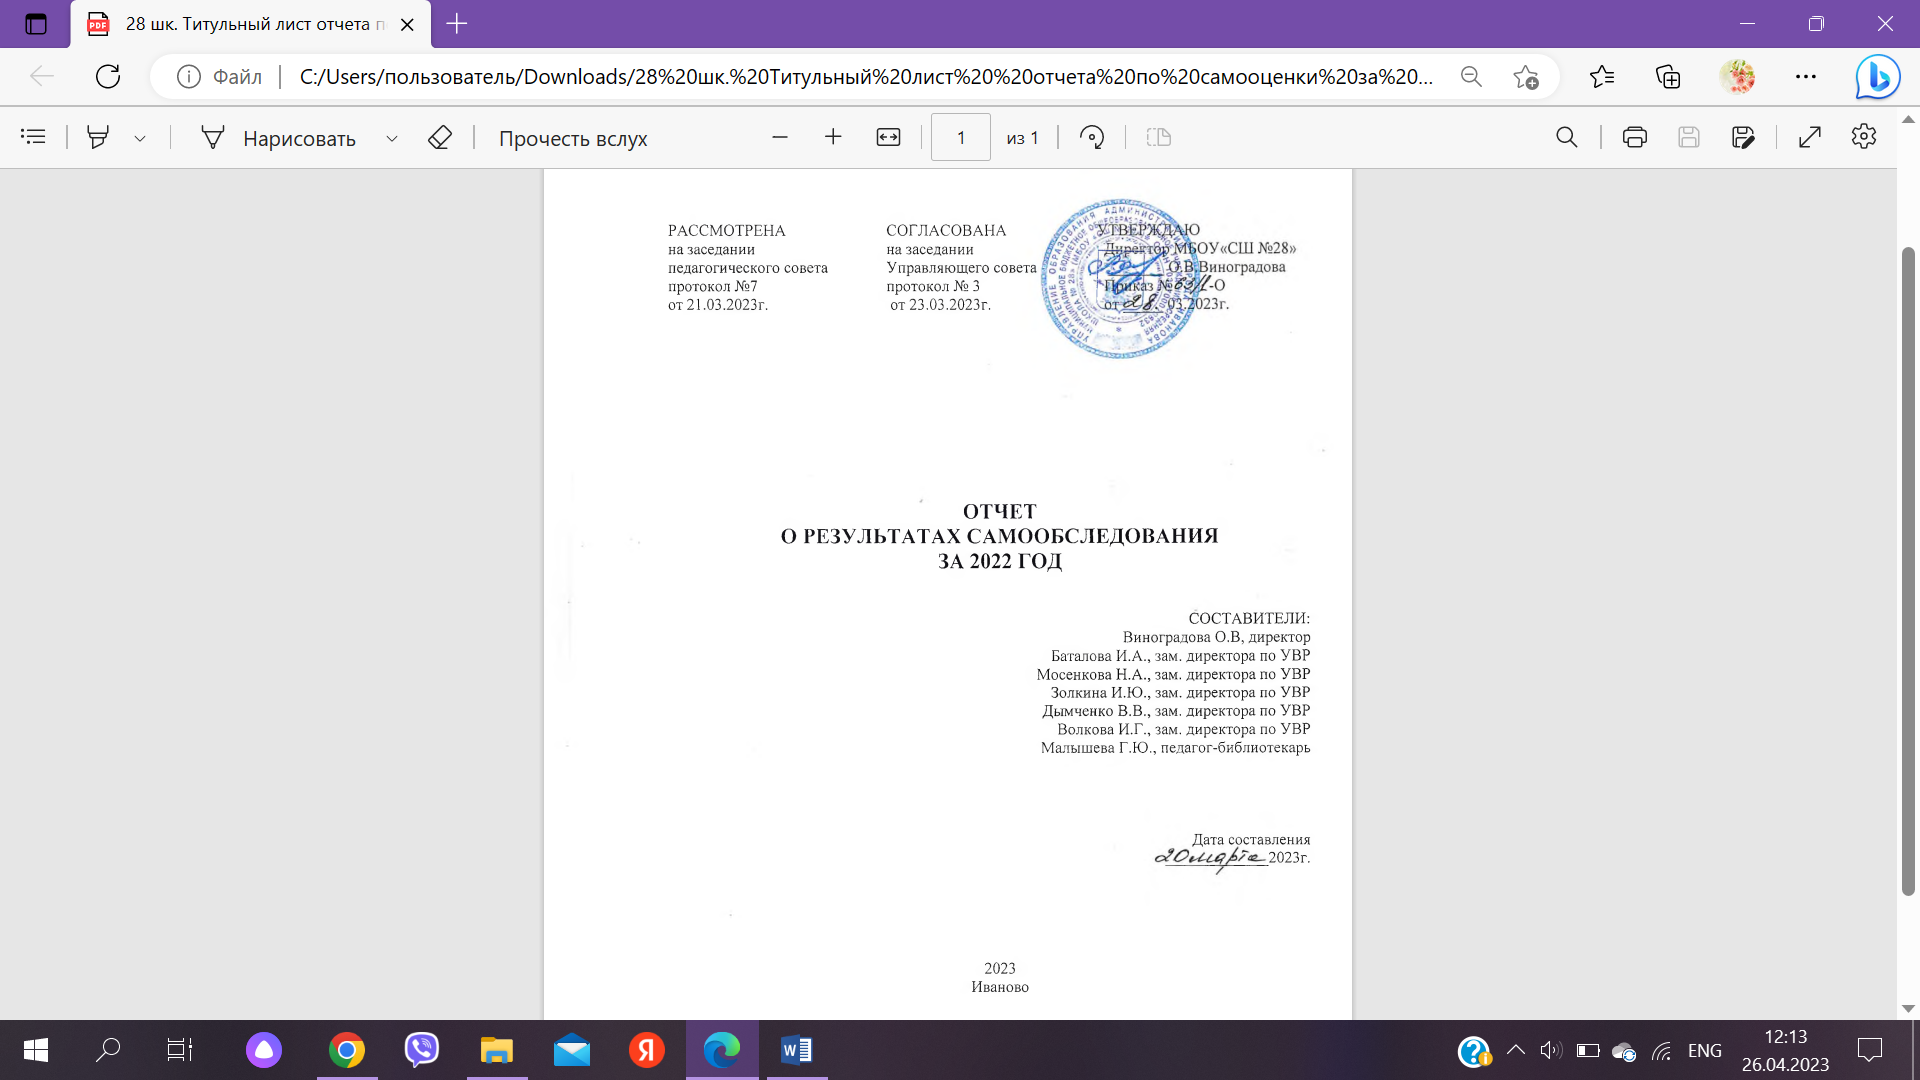 28 шк. Титульный лист отчета п
Файл
C:/Users/пользователь/Downloads/28%20шк.%20Титульный%20лист%20%20отчета%20по%20самооценки%20за%20...
Нарисовать
Прочесть вслух
1 из 1
РАССМОТРЕНА
на заседании
педагогического совета
протокол №7
от 21.03.2023г.
СОГЛАСОВАНА
на заседании
Управляющего совета
протокол № 3
от 23.03.2023г.
УТВЕРЖДАЮ
Директор МБОУ«СШ №28»
О.В.Виноградова
Приказ № -О
от 28. 03.2023г.
ОТЧЕТ
О РЕЗУЛЬТАТАХ САМООБСЛЕДОВАНИЯ
ЗА 2022 ГОД
СОСТАВИТЕЛИ:
Виноградова О.В, директор
Баталова И.А., зам. директора по УВР
Мосенкова Н.А., зам. директора по УВР
Золкина И.Ю., зам. директора по УВР
Дымченко В.В., зам. директора по УВР
Волкова И.Г., зам. директора по УВР
Малышева Г.Ю., педагог-библиотекарь
Дата составления
20 марта 2023г.
2023
Иваново
ENG
12:13
26.04.2023